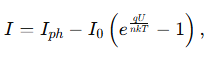 I = I_{ph} - I_0 \left( e^{\frac{qU}{nkT}} - 1 \right),